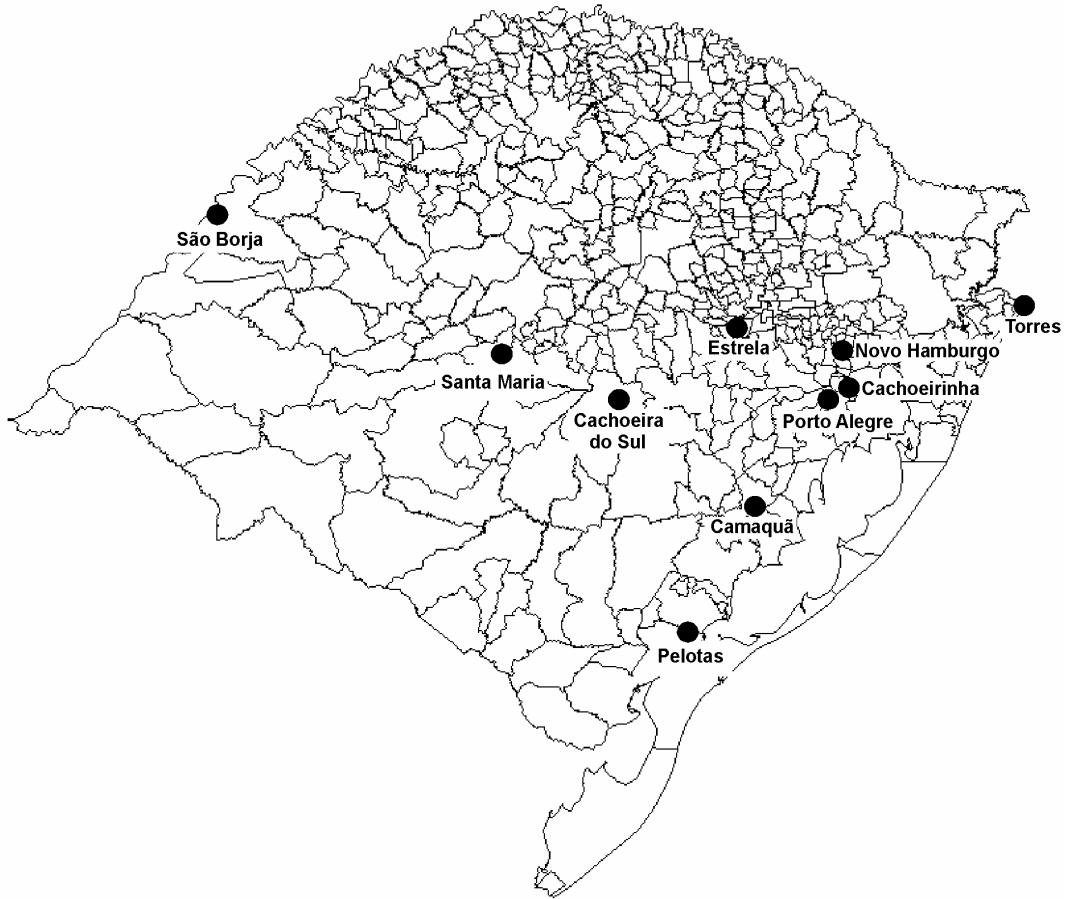 São Borja
Torres
Estrela
Novo Hamburgo
Santa Maria
Cachoeirinha
Cachoeira
do Sul
Porto Alegre
Camaquã
Pelotas